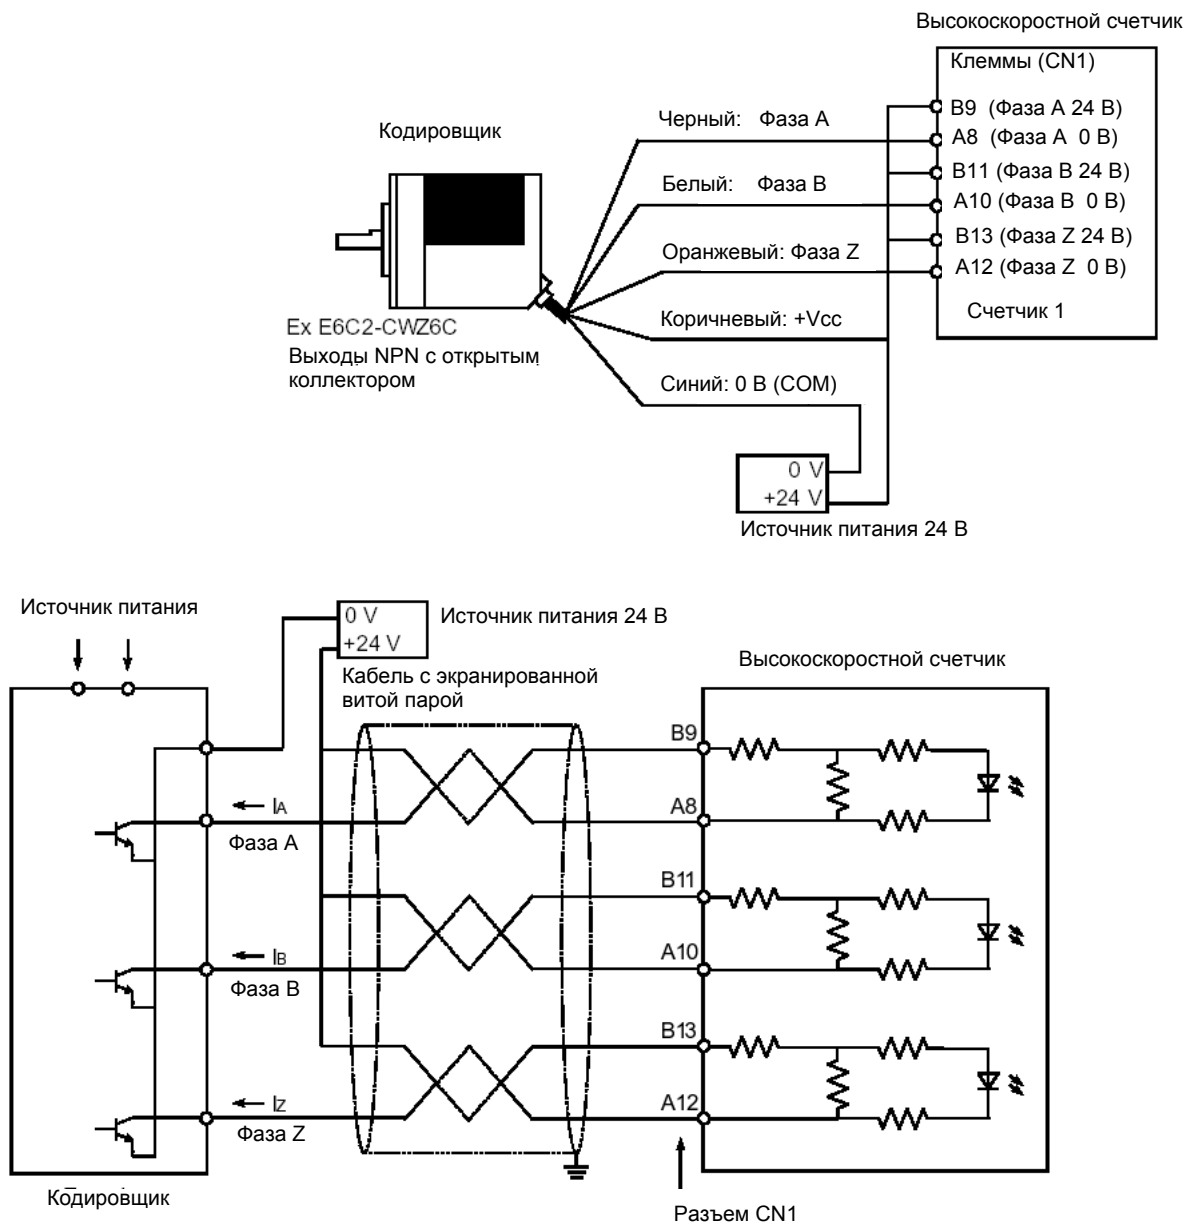 Высокоскоростной счетчик
Клеммы (CN1)
B9 (Фаза A 24 В)
A8 (Фаза A 0 В)
B11 (Фаза B 24 В)
A10 (Фаза B 0 В)
B13 (Фаза Z 24 В)
A12 (Фаза Z 0 В)
Счетчик 1
Кодировщик
Черный: Фаза A
Белый: Фаза B
Оранжевый: Фаза Z
Коричневый: +Vcc
Синий: 0 В (COM)
Ex E6C2-CWZ6C
Выходы NPN с открытым
коллектором
0 V
+24 V
Источник питания 24 В
Источник питания
0 V
+24 V
Источник питания 24 В
Кабель с экранированной
витой парой
Высокоскоростной счетчик
B9
IA
A8
Фаза A
B11
A10
IB
Фаза B
B13
IZ
A12
Фаза Z
Кодировщик
Разъем CN1